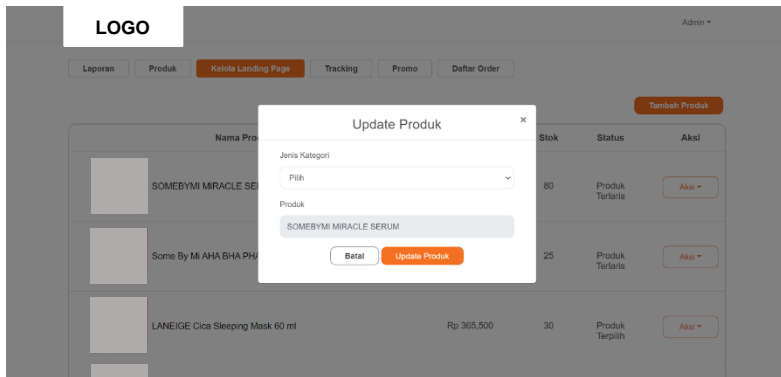 LOGO
Admin
Laporan Produk Kelola Landing Page Tracking Promo Daftar Order
Tambah Produk
Nama Pro Stok Status Aksi
SOMEBYMI MIRACLE SE 80 Produk Terlaris Aksi
Some By Mi AHA BHA PHA 25 Produk Terlaris Aksi
LANEIGE Cica Sleeping Mask 60 ml Rp 365,500 30 Produk Terpilih Aksi
Update Produk ×
Jenis Kategori
Pilih
Produk
SOMEBYMI MIRACLE SERUM
Batal Update Produk